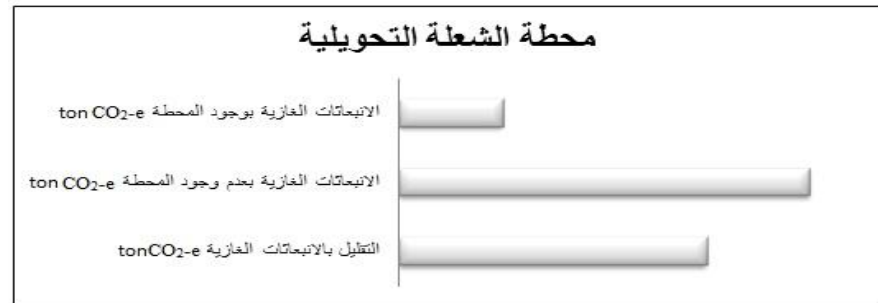 محطة الشعلة التحويلية
الانبعاثات الغازية بوجود المحطة ton CO₂-e
الانبعاثات الغازية بعدم وجود المحطة ton CO₂-e
التقليل بالانبعاثات الغازية tonCO₂-e